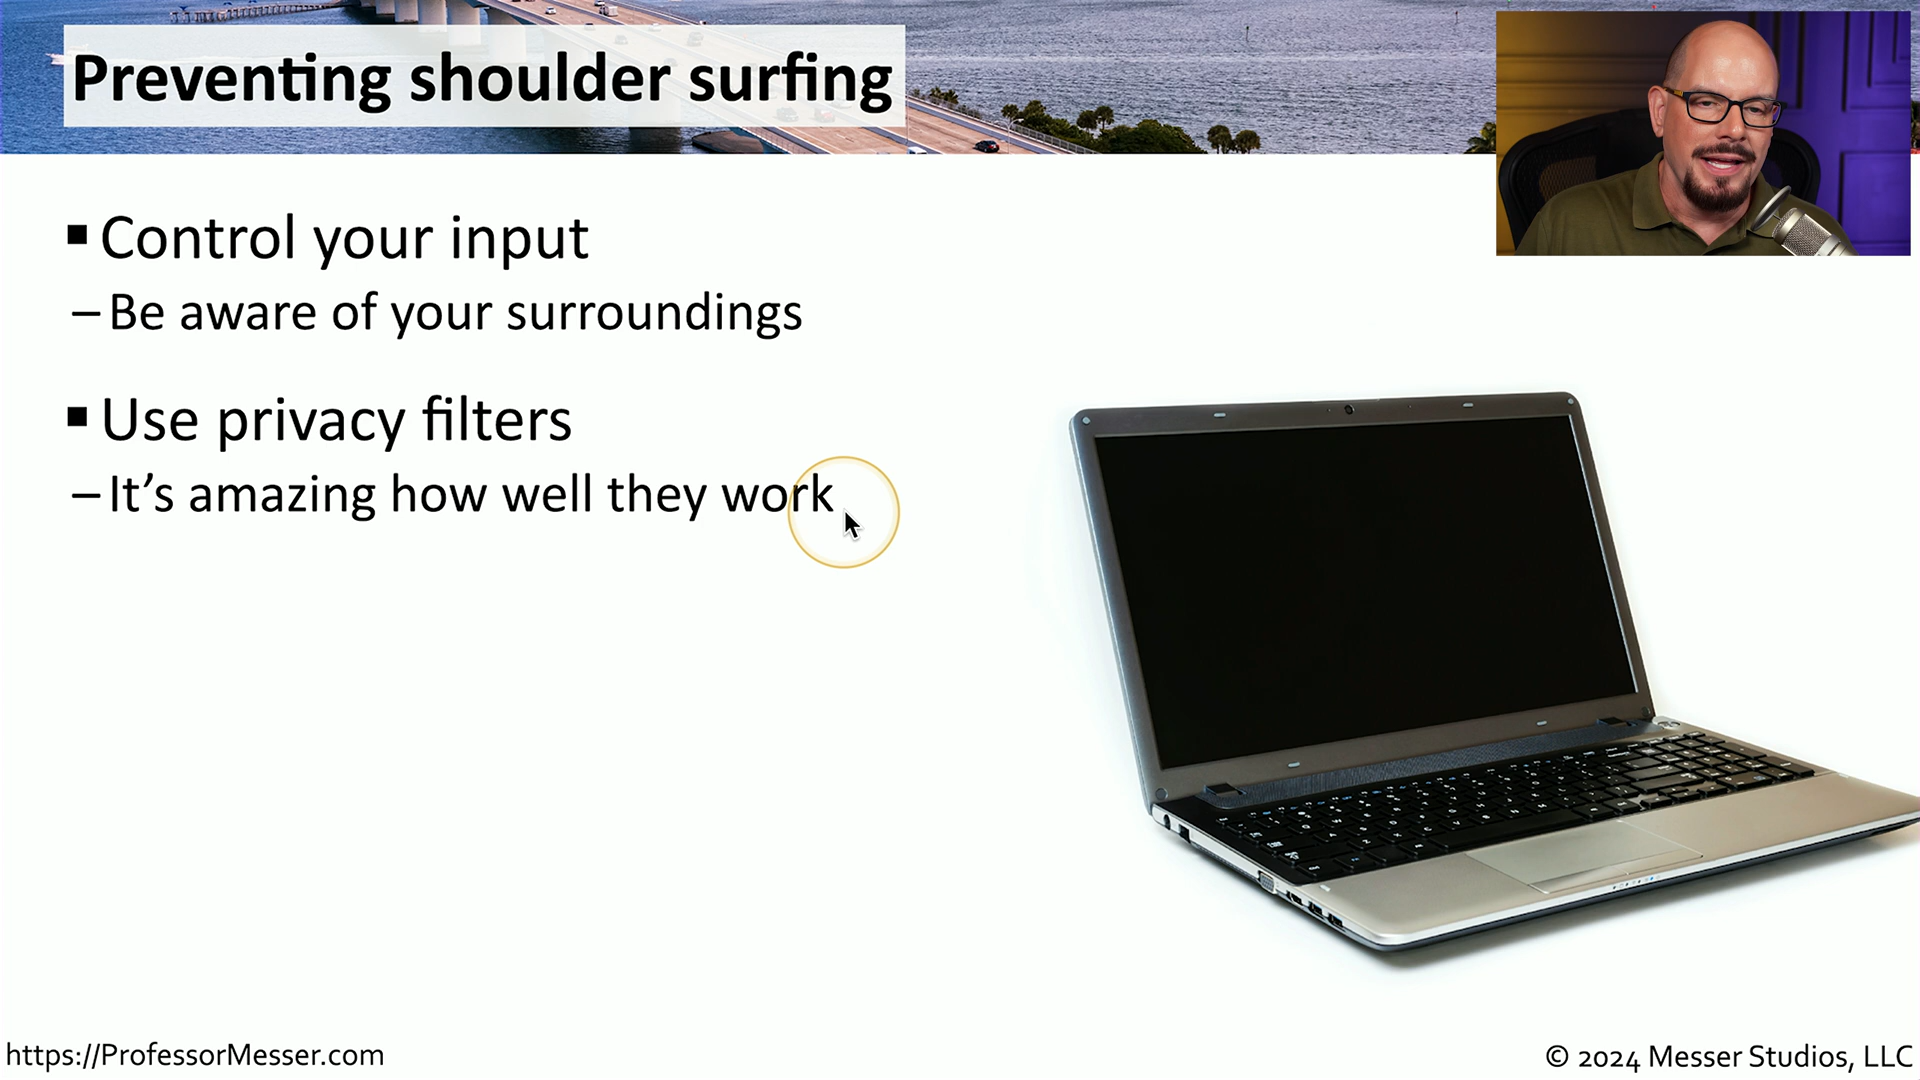 Preventing shoulder surfing
▪ Control your input
– Be aware of your surroundings
▪ Use privacy filters
– It’s amazing how well they work
https://ProfessorMesser.com
© 2024 Messer Studios, LLC